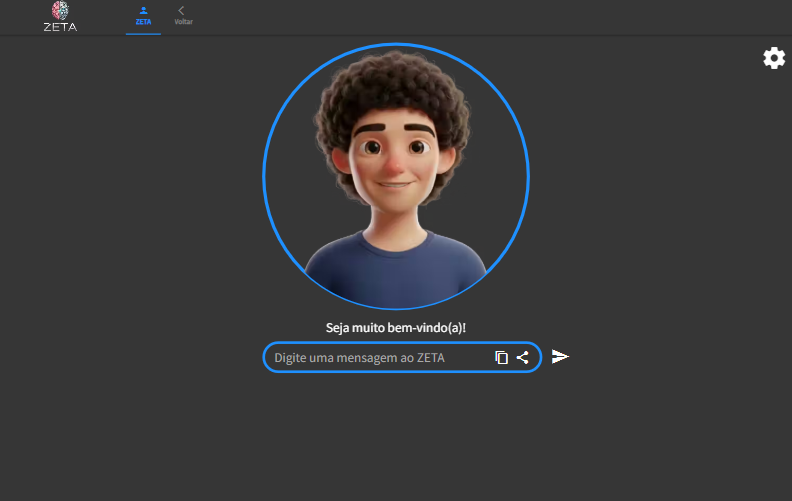 ZETA
ZETA
Voltar
Seja muito bem-vindo(a)!
Digite uma mensagem ao ZETA